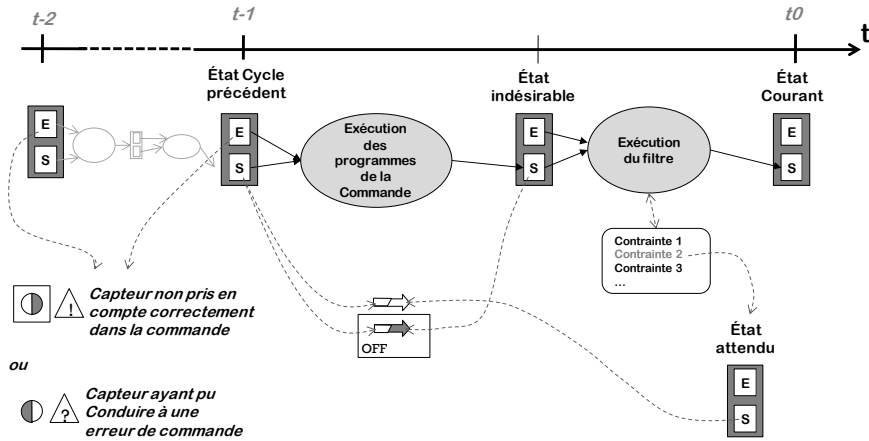 t-2
t-1
t0
t
État Cycle
précédent
État
indésirable
État
Courant
E
S
E
S
Exécution
des
programmes
de la
Commande
E
S
Exécution
du filtre
E
S
Contrainte 1
Contrainte 2
Contrainte 3
...
! Capteur non pris en
compte correctement
dans la commande
OFF
État
attendu
E
S
ou
? Capteur ayant pu
Conduire à une
erreur de commande